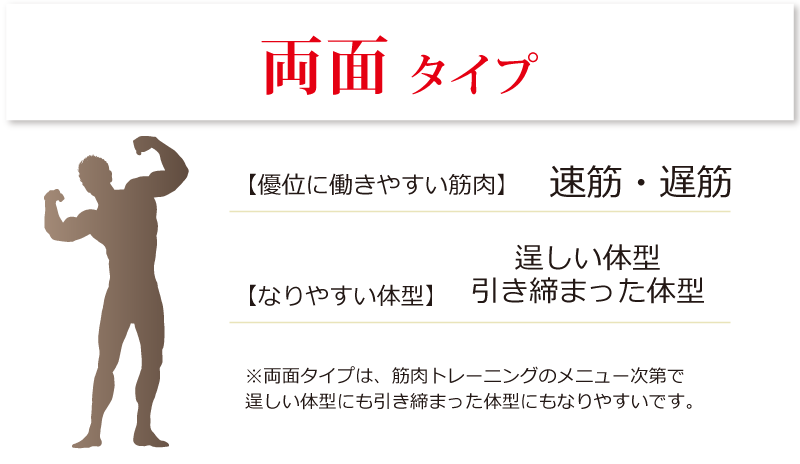 両面 タイプ
【優位に働きやすい筋肉】 速筋・遅筋
【なりやすい体型】 逞しい体型
引き締まった体型
※両面タイプは、筋肉トレーニングのメニュー次第で
逞しい体型にも引き締まった体型にもなりやすいです。